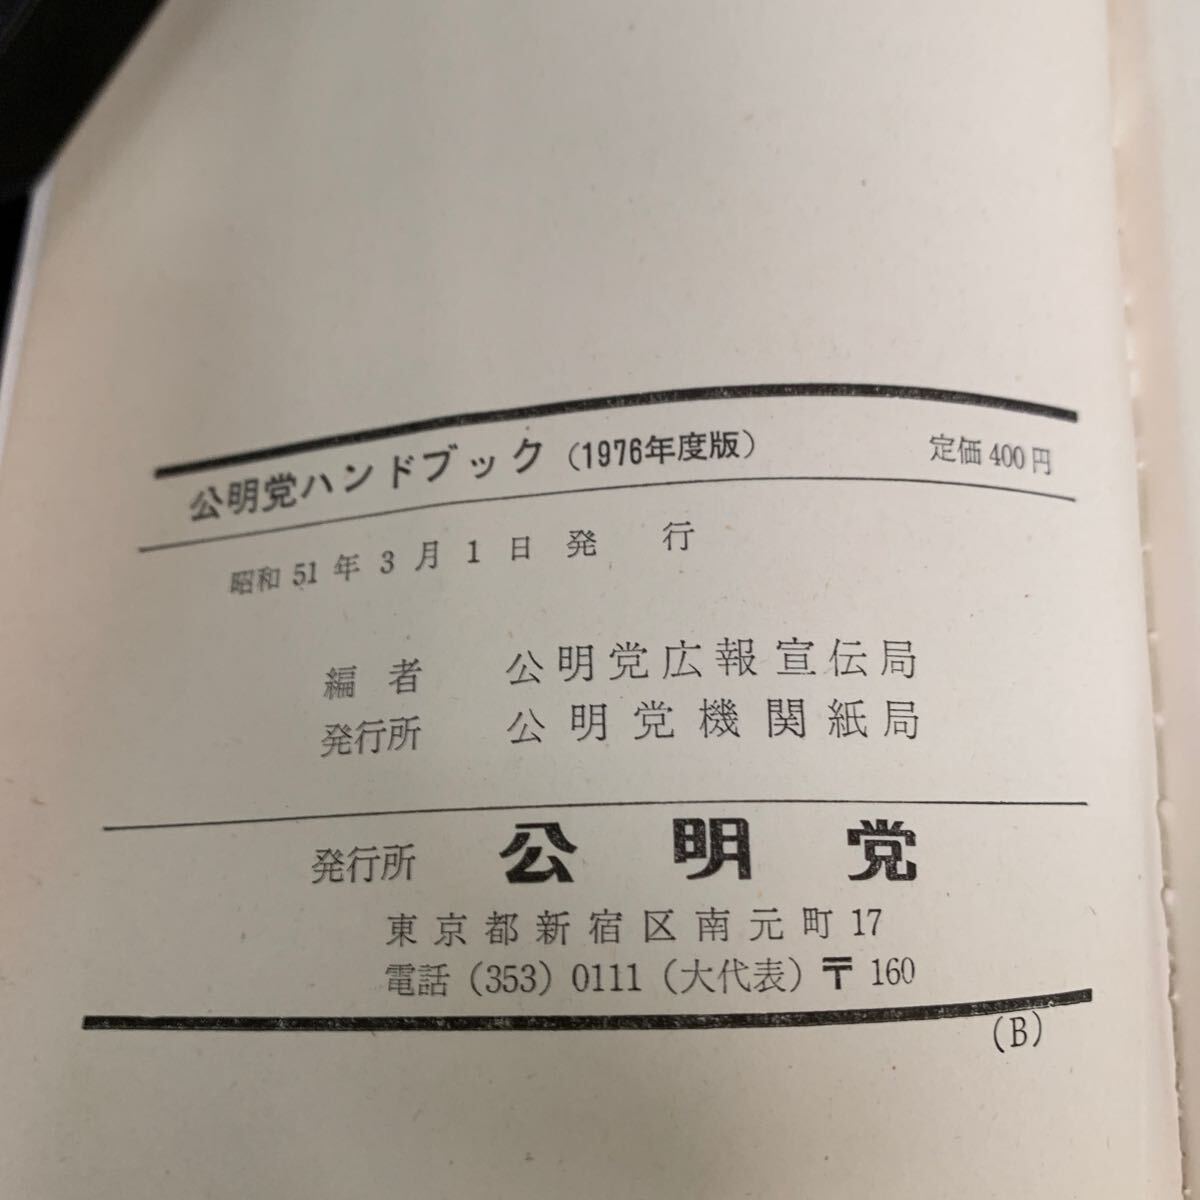 公明党ハンドブック（1976年度版） 定価400円
昭和51年3月1日 発行
編者 公明党広報宣伝局
発行所 公明党機関紙局
発行所 公明党
東京都新宿区南元町17
電話（353）0111（大代表）〒160
（B）